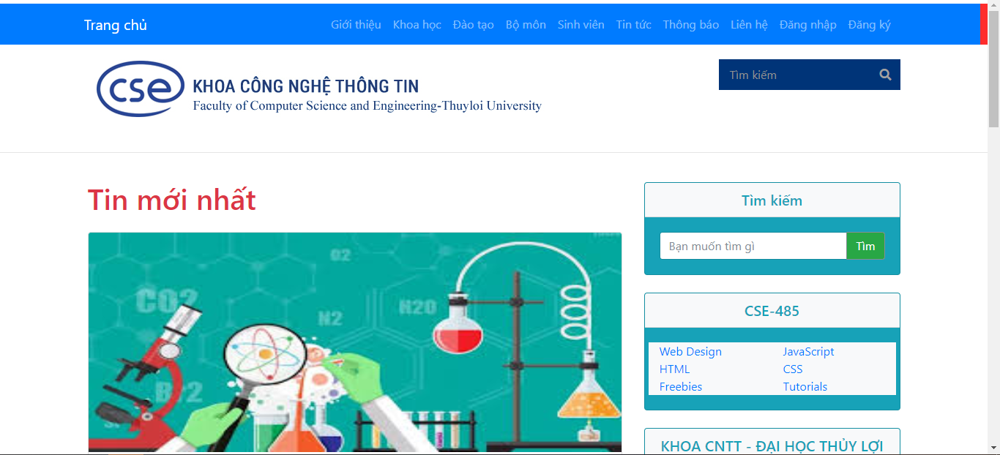 Trang chủ Giới thiệu Khoa học Đào tạo Bộ môn Sinh viên Tin tức Thông báo Liên hệ Đăng nhập Đăng ký
cse KHOA CÔNG NGHỆ THÔNG TIN
Faculty of Computer Science and Engineering-Thuyloi University
Tìm kiếm
Tin mới nhất
O2
CO2
H2O
N2
Br2
Tìm kiếm
Bạn muốn tìm gì Tìm
CSE-485
Web Design JavaScript
HTML CSS
Freebies Tutorials
KHOA CNTT - ĐẠI HỌC THỦY LỢI